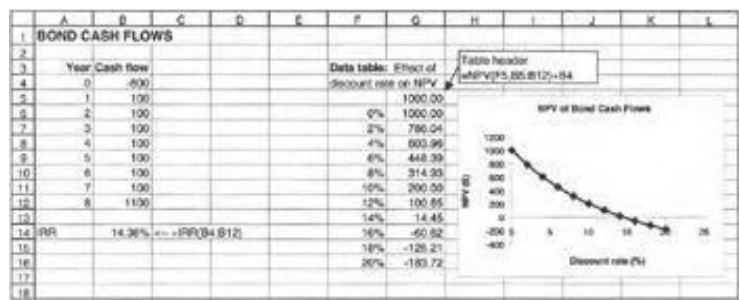 A B C D E F G H I J K L
1 BOND CASH FLOWS
2
3 Year Cash flow Data table: Effect of
4 0 -800 discount rate on NPV
5 1 100 1000.00
6 2 100 0% 1000.00
7 3 100 2% 786.04
8 4 100 4% 603.96
9 5 100 6% 448.39
10 6 100 8% 314.93
11 7 100 10% 200.00
12 8 1100 12% 100.65
13 14% 14.45
14 IRR 14.36% <-- =IRR(B4:B12) 16% -60.62
15 18% -126.21
16 20% -183.72
17
18
Table header
=NPV(F5,B5:B12)+B4
NPV of Bond Cash Flows
NPV ($)
1200
1000
800
600
400
200
0
-200
-400
0 5 10 15 20 25
Discount rate (%)